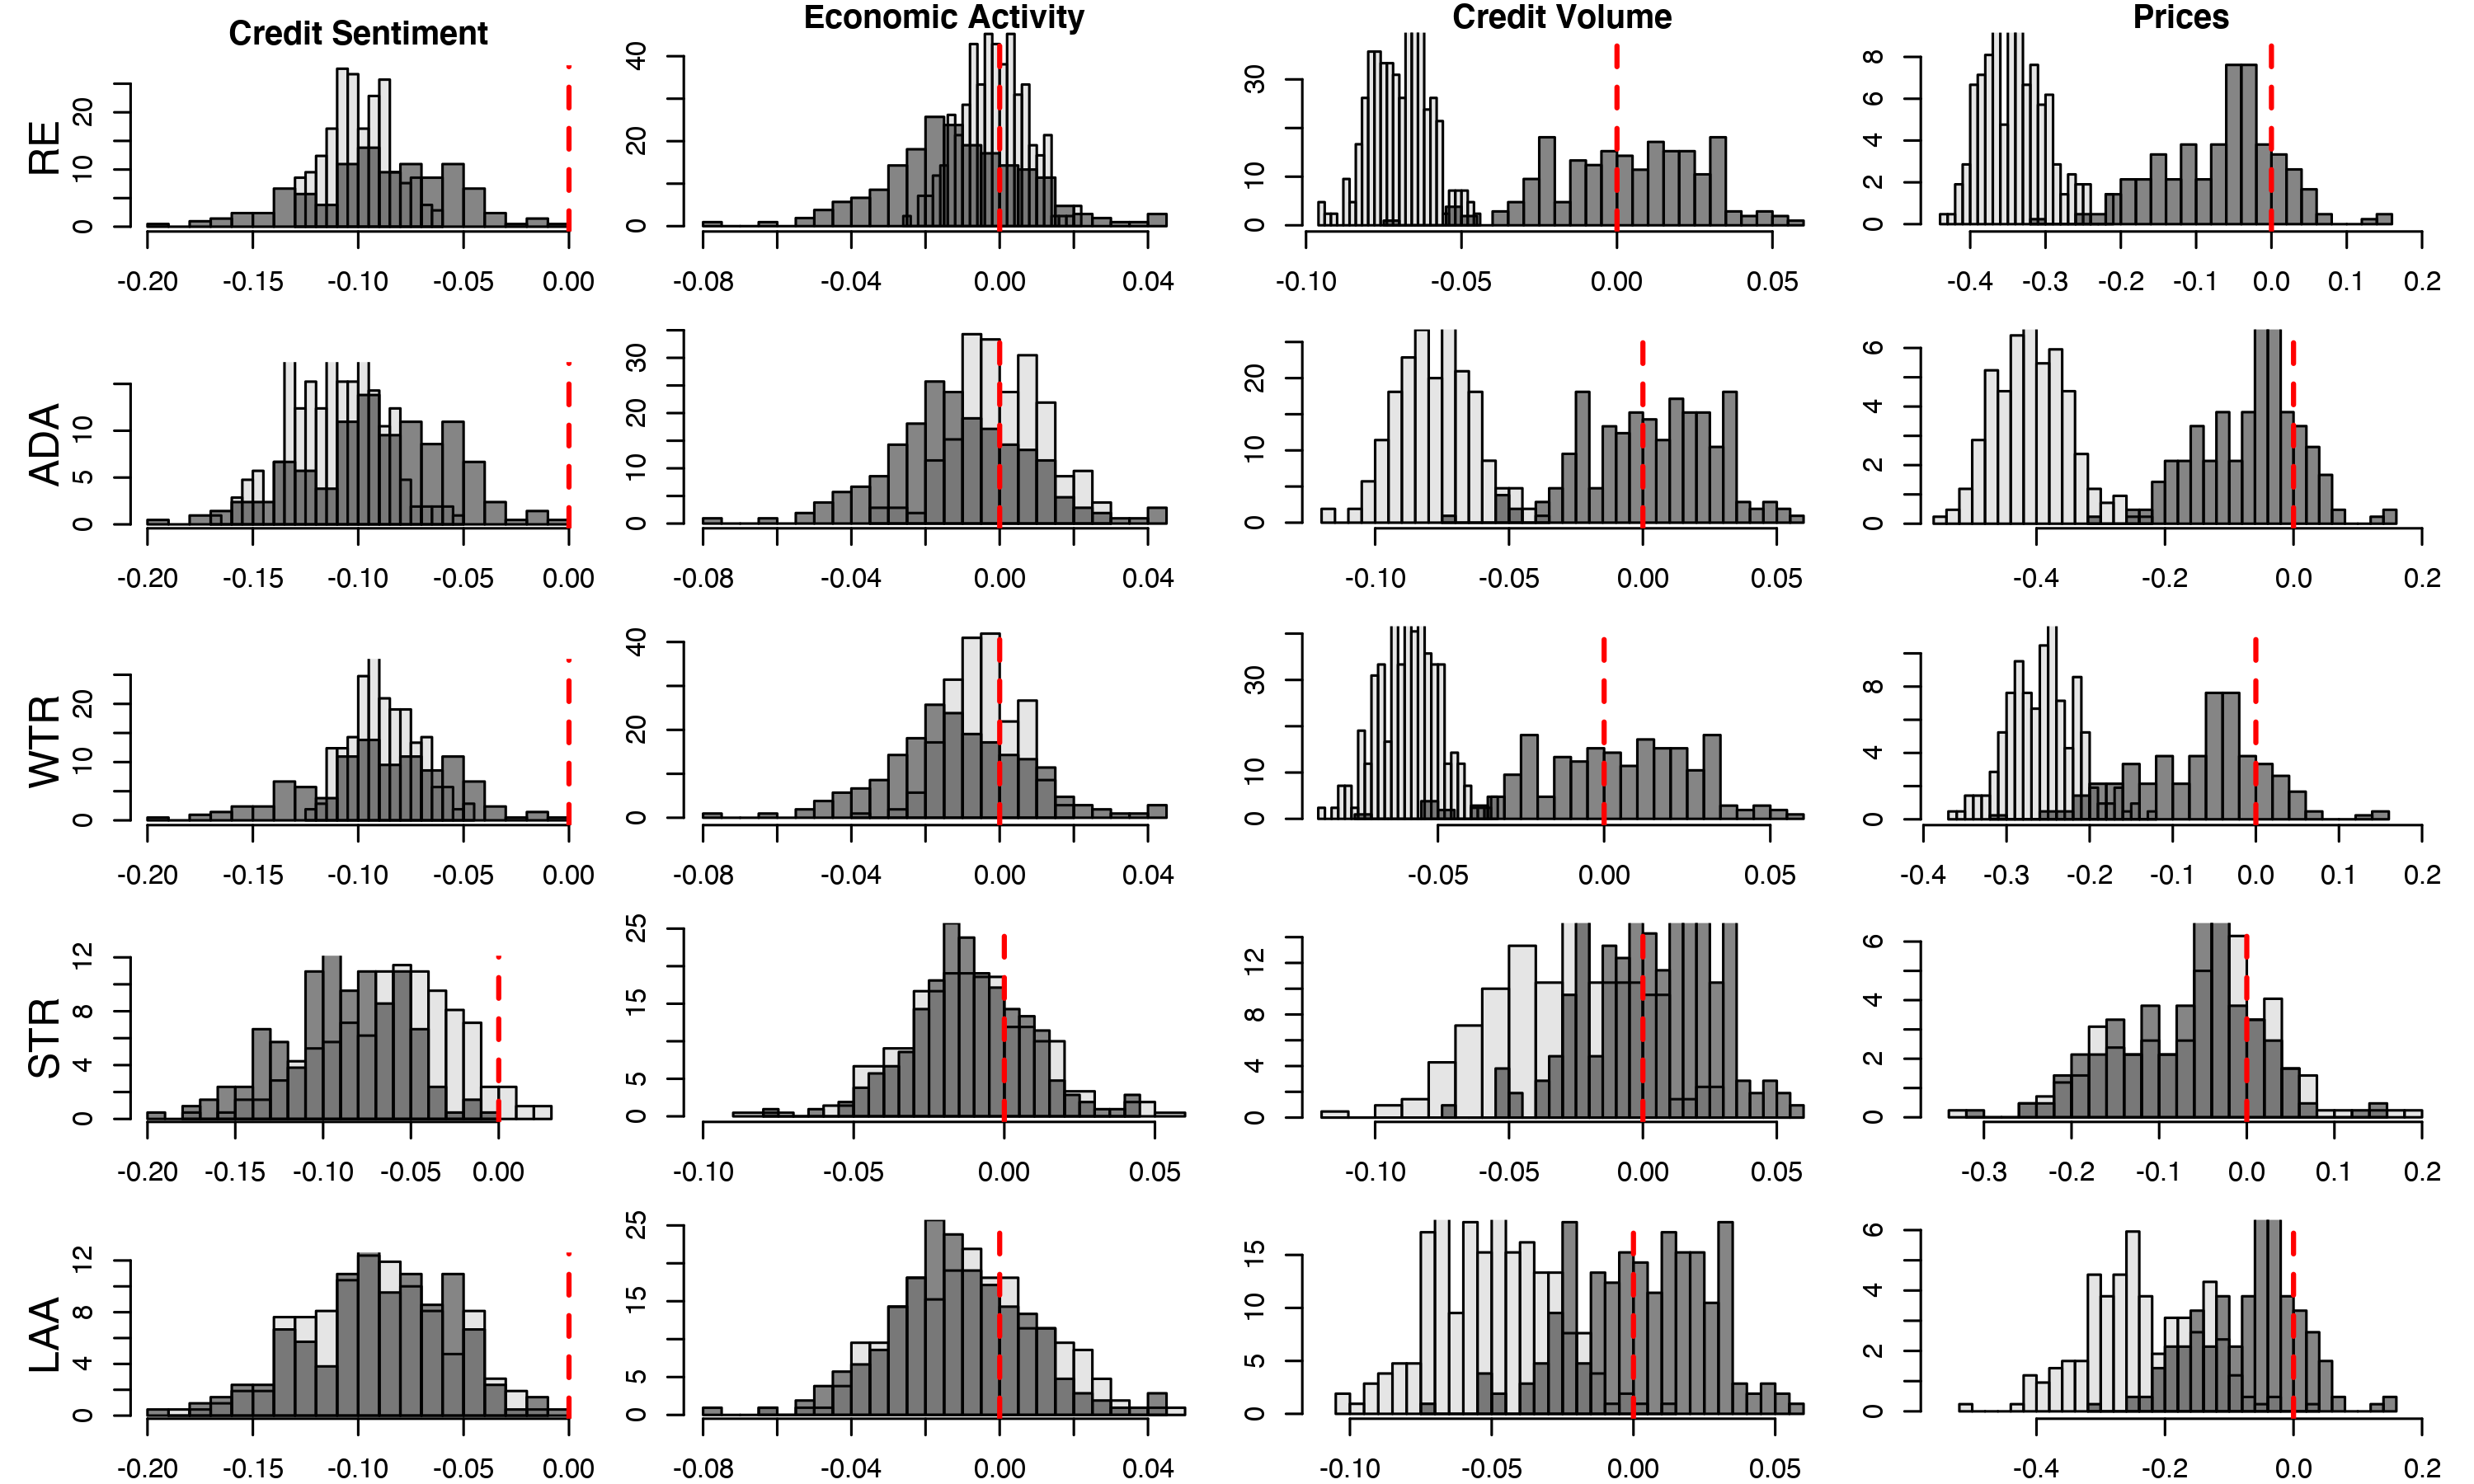 Credit Sentiment Economic Activity Credit Volume Prices
RE
0 10 20
0 20 40
0 10 30
0 2 4 6 8
-0.20 -0.15 -0.10 -0.05 0.00
-0.08 -0.04 0.00 0.04
-0.10 -0.05 0.00 0.05
-0.4 -0.3 -0.2 -0.1 0.0 0.1 0.2
ADA
0 5 10
0 10 20 30
0 10 20
0 2 4 6
-0.20 -0.15 -0.10 -0.05 0.00
-0.08 -0.04 0.00 0.04
-0.10 -0.05 0.00 0.05
-0.4 -0.2 0.0 0.2
WTR
0 10 20
0 20 40
0 10 30
0 4 8
-0.20 -0.15 -0.10 -0.05 0.00
-0.08 -0.04 0.00 0.04
-0.05 0.00 0.05
-0.4 -0.3 -0.2 -0.1 0.0 0.1 0.2
STR
0 4 8 12
0 5 15 25
0 4 8 12
0 2 4 6
-0.20 -0.15 -0.10 -0.05 0.00
-0.10 -0.05 0.00 0.05
-0.10 -0.05 0.00 0.05
-0.3 -0.2 -0.1 0.0 0.1 0.2
LAA
0 4 8 12
0 5 15 25
0 5 10 15
0 2 4 6
-0.20 -0.15 -0.10 -0.05 0.00
-0.08 -0.04 0.00 0.04
-0.10 -0.05 0.00 0.05
-0.4 -0.2 0.0 0.2